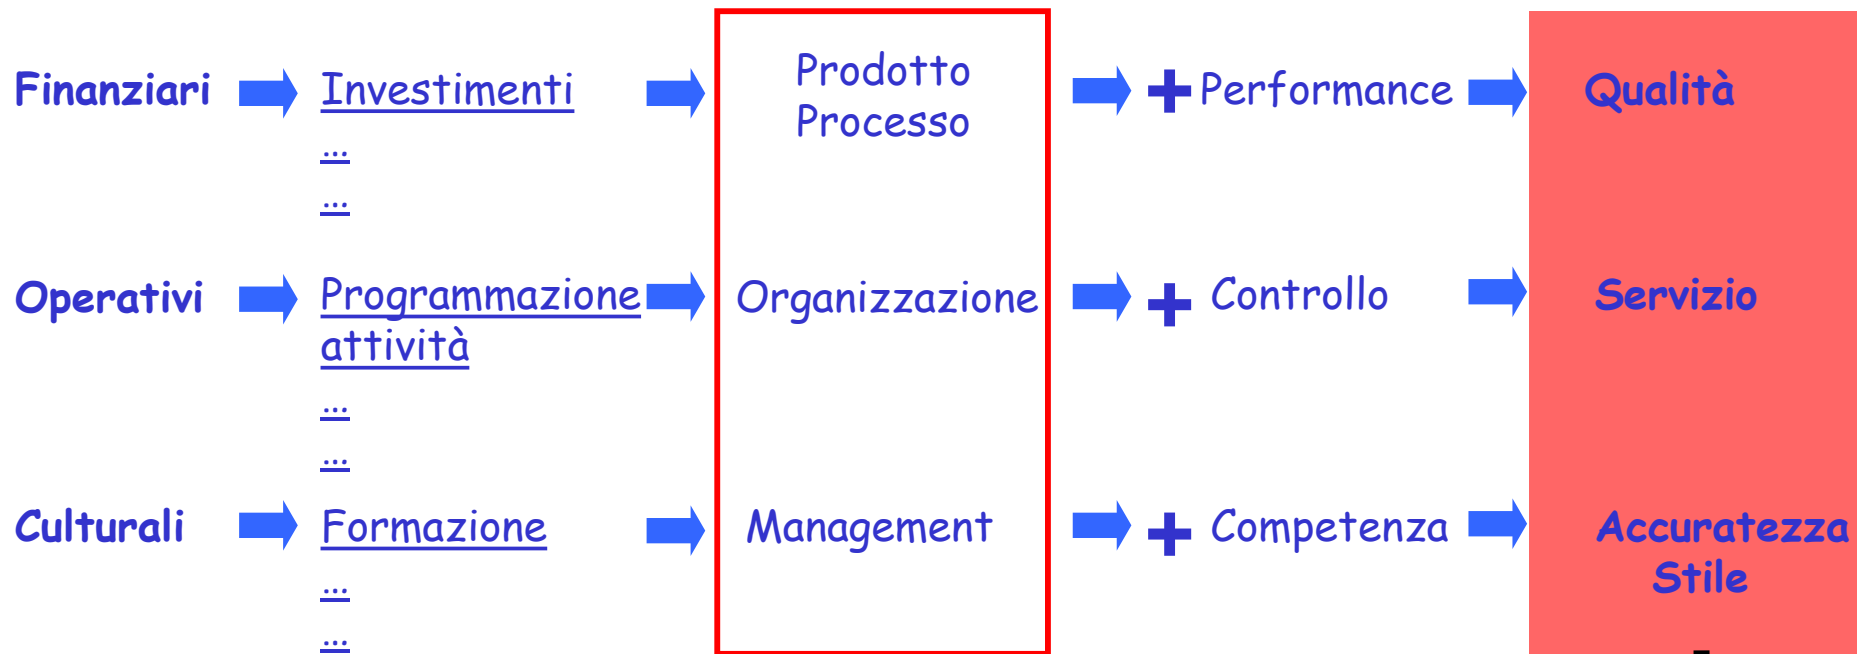 Finanziari Investimenti Prodotto + Performance Qualità
Processo
...
...
Operativi Programmazione Organizzazione + Controllo Servizio
attività
...
...
Culturali Formazione Management + Competenza Accuratezza
Stile
...
...